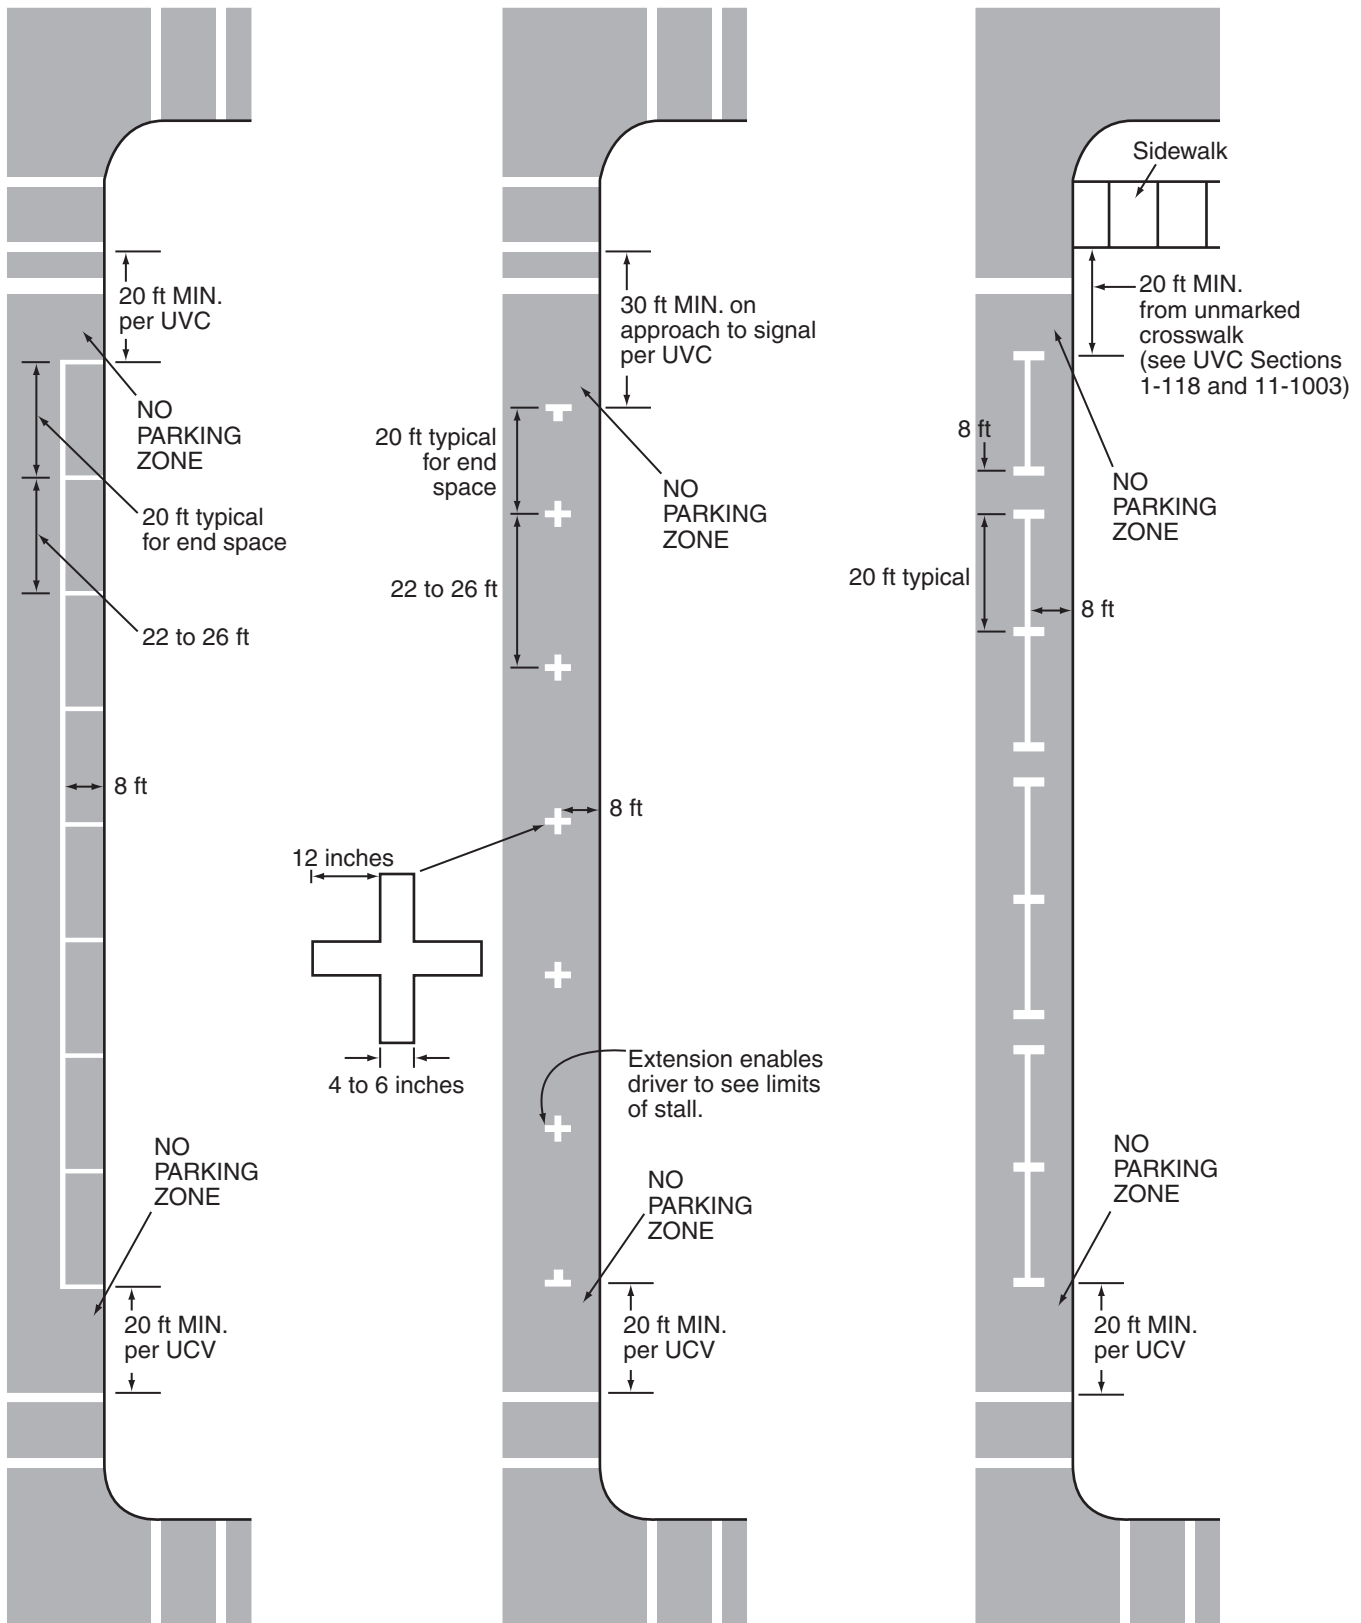 20 ft MIN.
per UVC
NO
PARKING
ZONE
20 ft typical
for end space
22 to 26 ft
8 ft
NO
PARKING
ZONE
20 ft MIN.
per UCV
30 ft MIN. on
approach to signal
per UVC
20 ft typical
for end
space
NO
PARKING
ZONE
22 to 26 ft
8 ft
12 inches
4 to 6 inches
Extension enables
driver to see limits
of stall.
NO
PARKING
ZONE
20 ft MIN.
per UCV
Sidewalk
20 ft MIN.
from unmarked
crosswalk
(see UVC Sections
1-118 and 11-1003)
8 ft
NO
PARKING
ZONE
20 ft typical
8 ft
NO
PARKING
ZONE
20 ft MIN.
per UCV